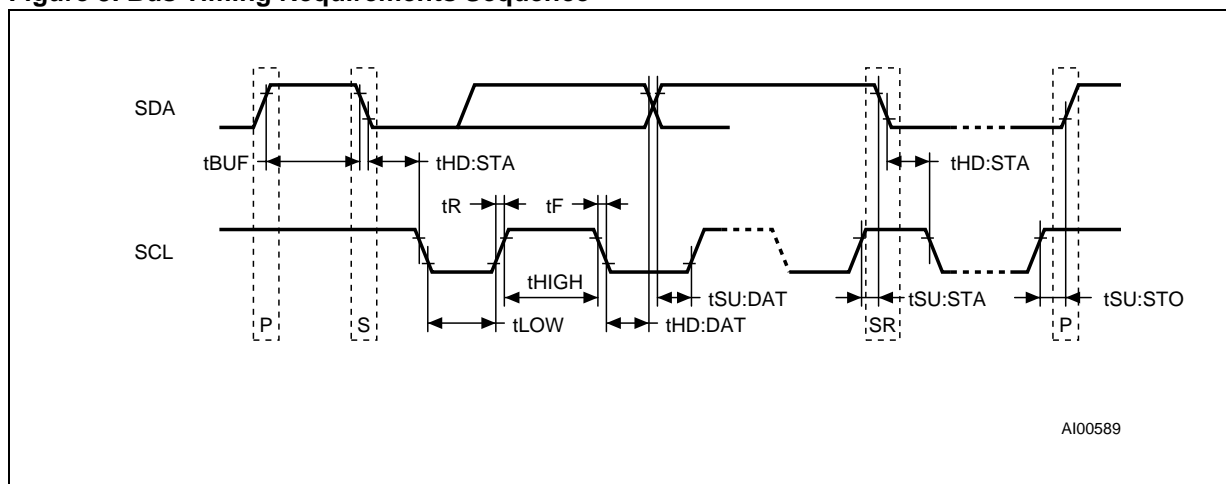 Figure Bus Timing Requirements Sequence
SDA
tBUF
tHD:STA
tHD:STA
tR
tF
SCL
tHIGH
tSU:DAT
tSU:STA
tSU:STO
P
S
tLOW
tHD:DAT
SR
P
AI00589